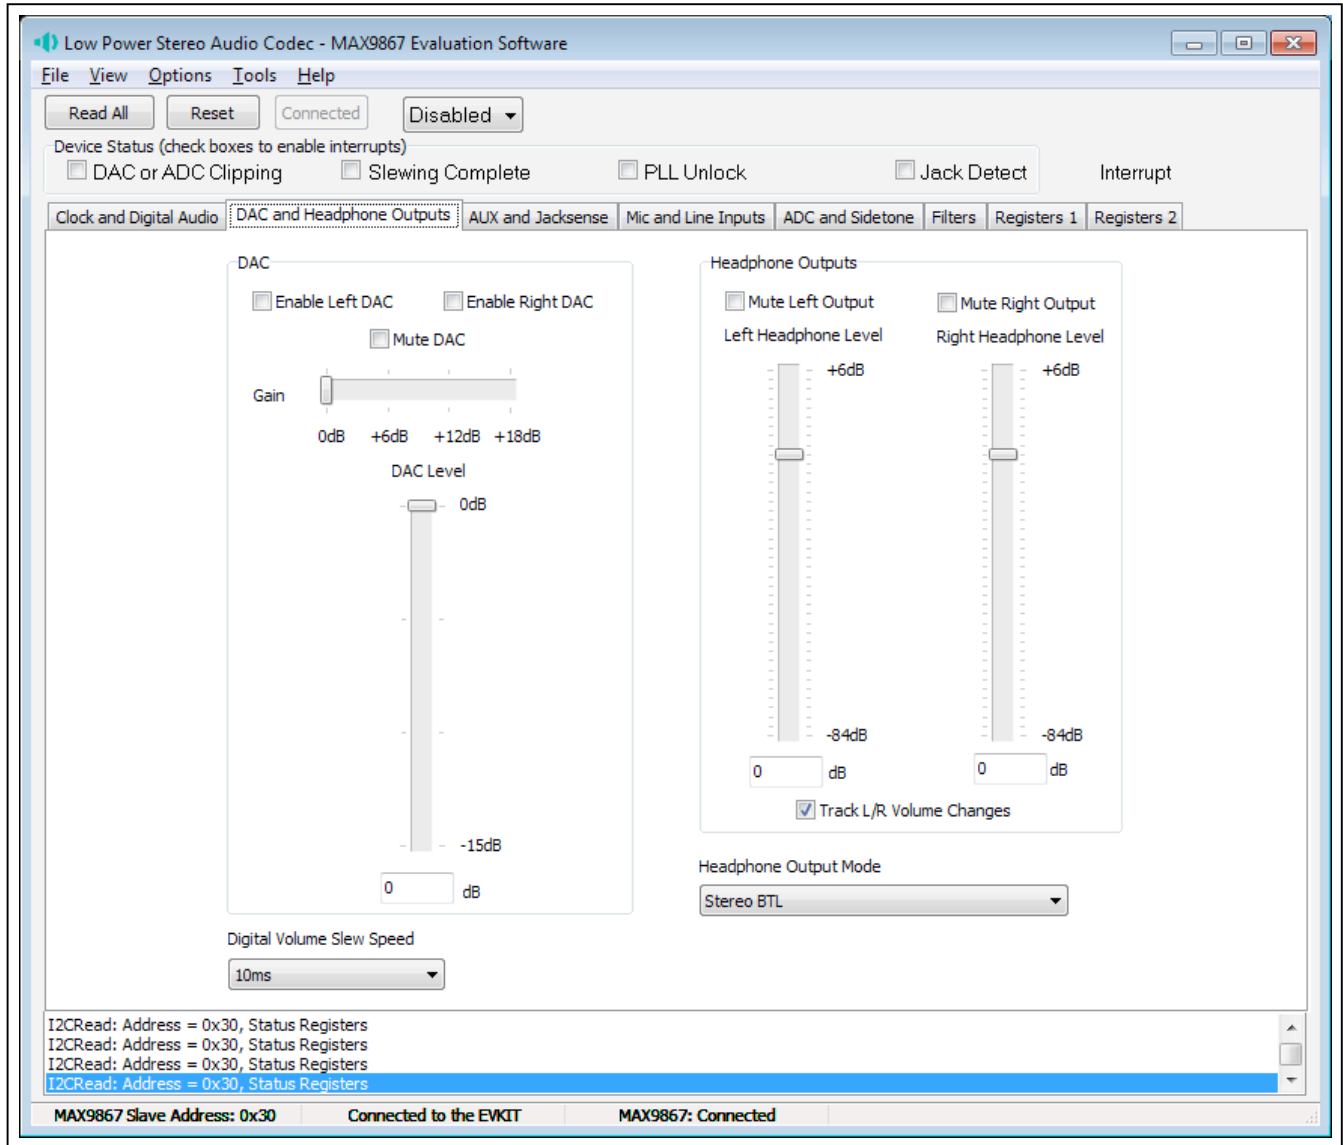 Low Power Stereo Audio Codec - MAX9867 Evaluation Software
File View Options Tools Help
Read All Reset Connected Disabled
Device Status (check boxes to enable interrupts)
DAC or ADC Clipping Slewing Complete PLL Unlock Jack Detect Interrupt
Clock and Digital Audio DAC and Headphone Outputs AUX and Jacksense Mic and Line Inputs ADC and Sidetone Filters Registers 1 Registers 2
DAC
Enable Left DAC Enable Right DAC
Mute DAC
Gain
0dB +6dB +12dB +18dB
DAC Level
0dB
-15dB
0 dB
Digital Volume Slew Speed
10ms
Headphone Outputs
Mute Left Output Mute Right Output
Left Headphone Level Right Headphone Level
+6dB +6dB
-84dB -84dB
0 dB 0 dB
Track L/R Volume Changes
Headphone Output Mode
Stereo BTL
I2CRead: Address = 0x30, Status Registers
I2CRead: Address = 0x30, Status Registers
I2CRead: Address = 0x30, Status Registers
I2CRead: Address = 0x30, Status Registers
MAX9867 Slave Address: 0x30 Connected to the EVKIT MAX9867: Connected